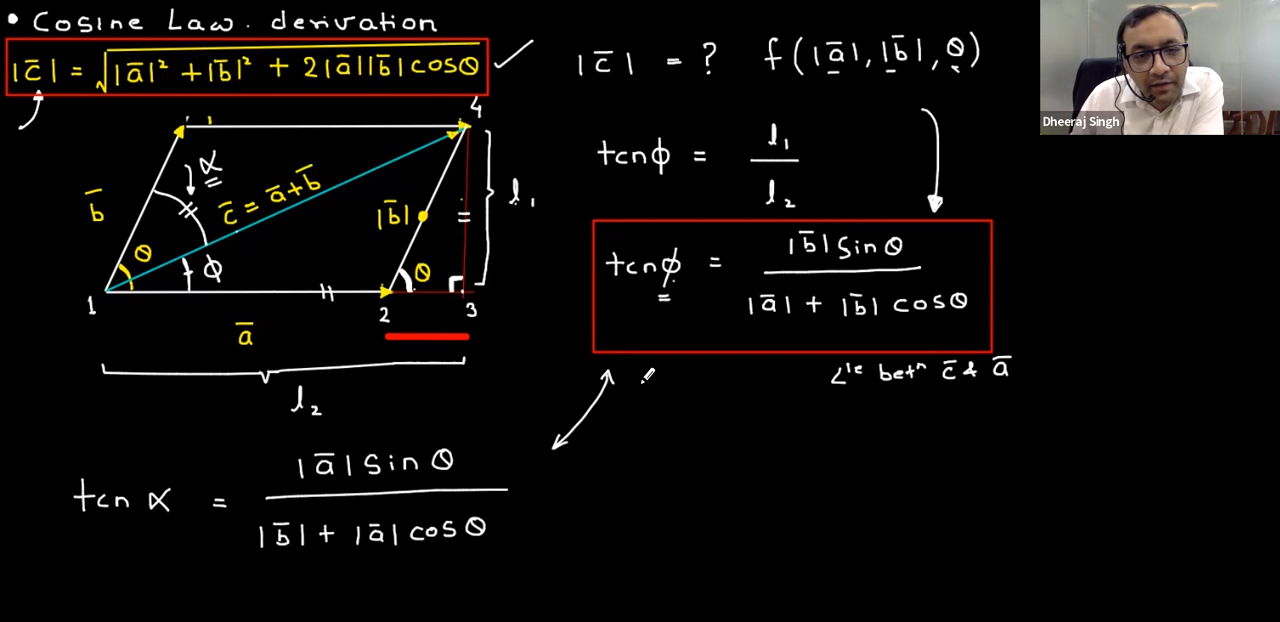 • Cosine Law. derivation
|c̅| = √|a̅|² + |b̅|² + 2|a̅||b̅|cosθ ✓
|c̅| = ? f(|a̅|, |b̅|, θ)
Dheeraj Singh
4
α
b̅
c̅ = a̅+b̅
|b̅|
l₁
θ
ϕ
θ
1
2
3
a̅
l₂
tanϕ = l₁ / l₂
tanϕ = |b̅|sinθ / |a̅| + |b̅| cosθ
∠le betn c̅ & a̅
tan α = |a̅|sinθ / |b̅| + |a̅|cosθ